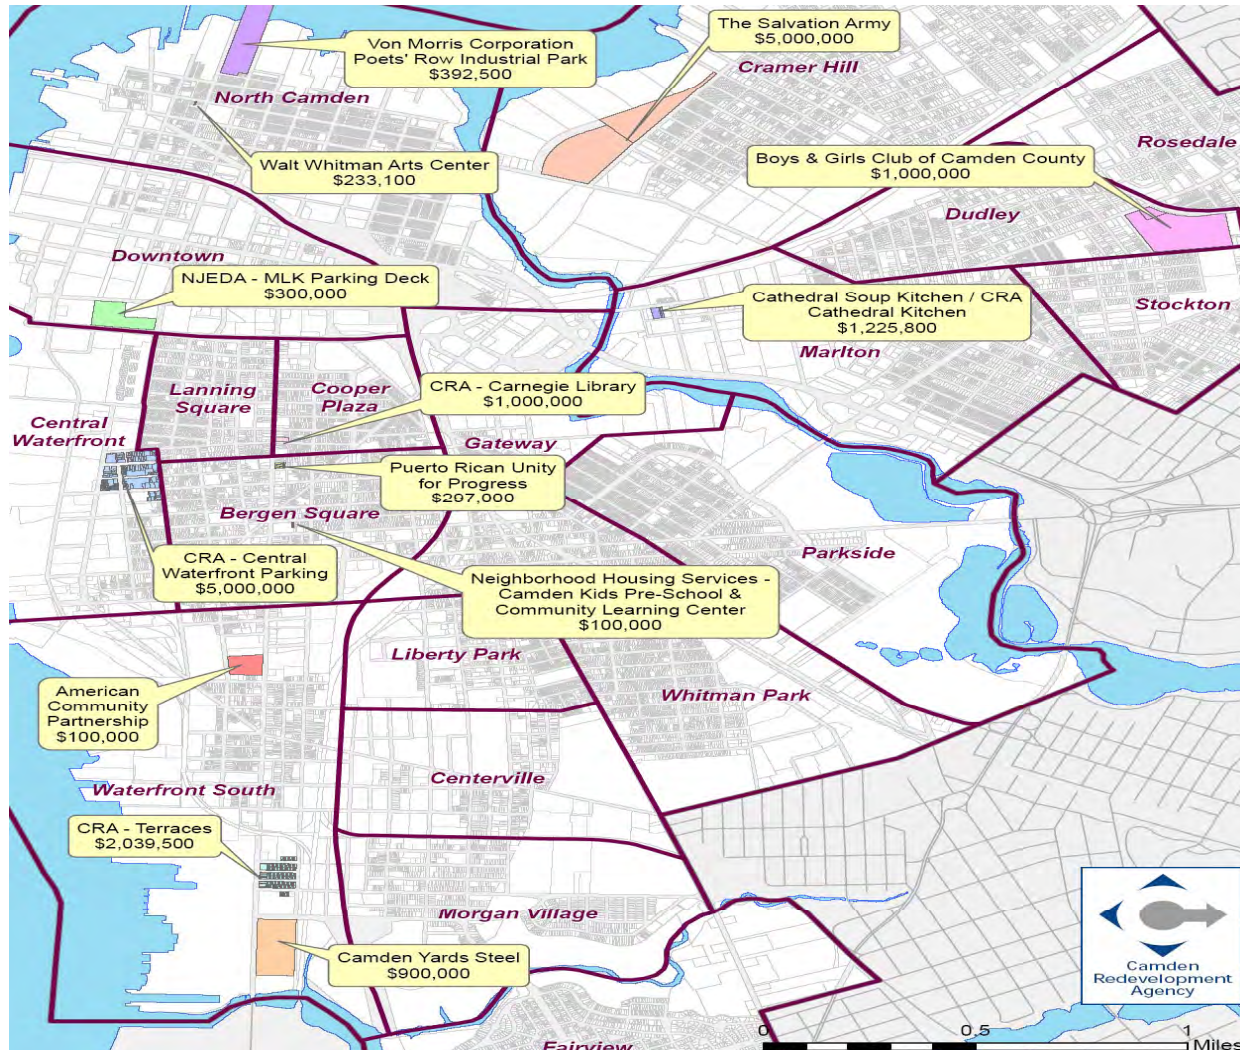 The Salvation Army
$5,000,000
Von Morris Corporation
Poets' Row Industrial Park
$392,500
Cramer Hill
North Camden
Rosedale
Walt Whitman Arts Center
$233,100
Boys & Girls Club of Camden County
$1,000,000
Dudley
Downtown
NJEDA - MLK Parking Deck
$300,000
Cathedral Soup Kitchen / CRA
Cathedral Kitchen
$1,225,800
Stockton
Marlton
Lanning
Square
Cooper
Plaza
CRA - Carnegie Library
$1,000,000
Central
Waterfront
Gateway
Puerto Rican Unity
for Progress
$297,000
Bergen Square
Parkside
CRA - Central
Waterfront Parking
$5,000,000
Neighborhood Housing Services -
Camden Kids Pre-School &
Community Learning Center
$100,000
Liberty Park
Whitman Park
American
Community
Partnership
$100,000
Centerville
Waterfront South
CRA - Terraces
$2,039,500
Morgan Village
Camden Yards Steel
$900,000
Camden
Redevelopment
Agency
0 0.5 1
Miles
Fairview